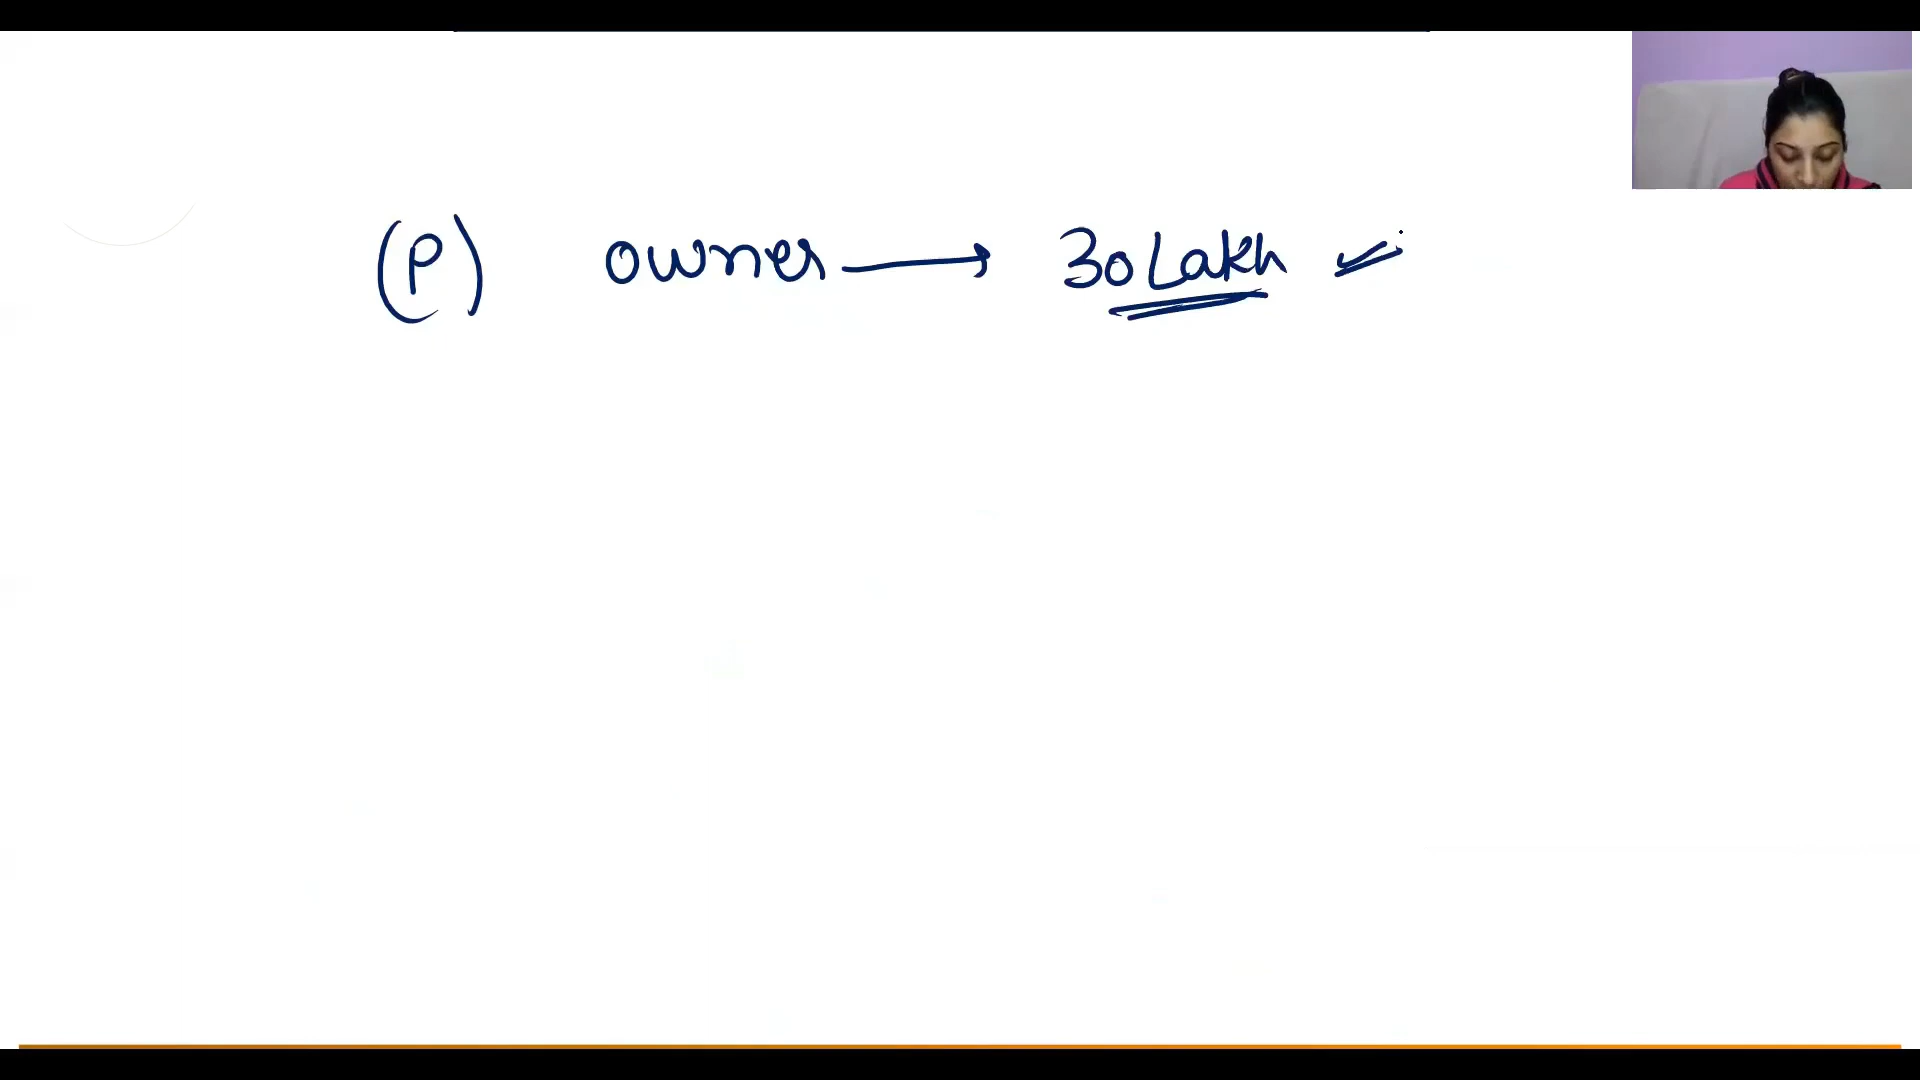 (P) owner → 30 Lakh ✓